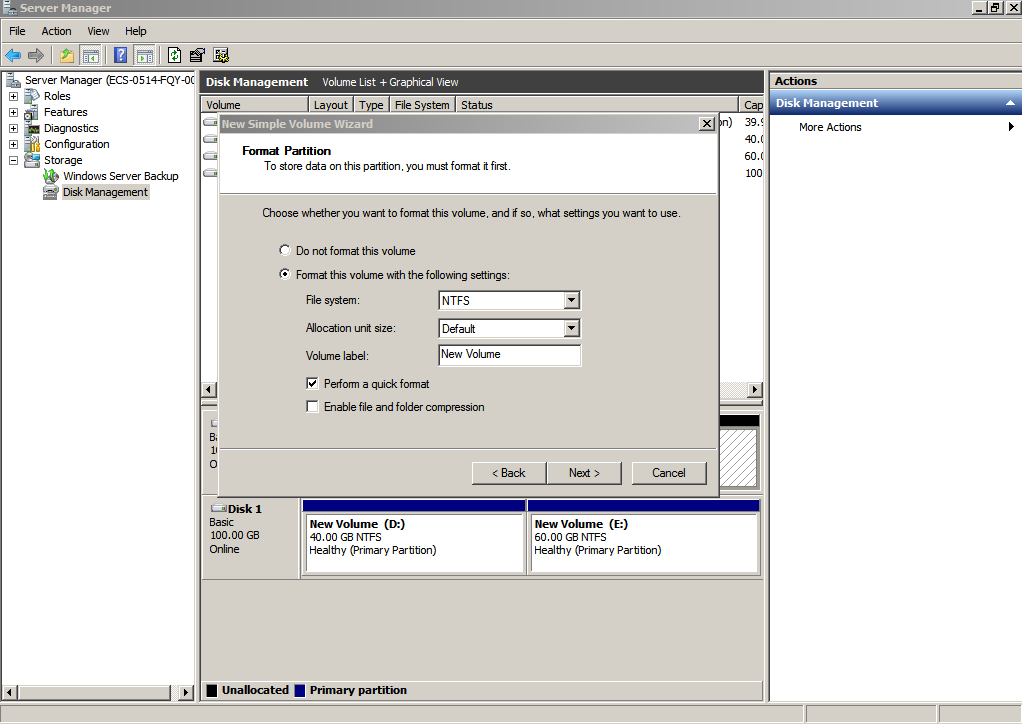 Server Manager
File Action View Help
Server Manager (ECS-0514-FQY-00
Roles
Features
Diagnostics
Configuration
Storage
Windows Server Backup
Disk Management
Disk Management Volume List + Graphical View
Volume Layout Type File System Status Cap
39.9
40.0
60.0
100
New Simple Volume Wizard
Format Partition
To store data on this partition, you must format it first.
Choose whether you want to format this volume, and if so, what settings you want to use.
Do not format this volume
Format this volume with the following settings:
File system: NTFS
Allocation unit size: Default
Volume label: New Volume
Perform a quick format
Enable file and folder compression
< Back Next > Cancel
Disk 1
Basic
100.00 GB
Online
New Volume (D:)
40.00 GB NTFS
Healthy (Primary Partition)
New Volume (E:)
60.00 GB NTFS
Healthy (Primary Partition)
Unallocated Primary partition
Actions
Disk Management
More Actions